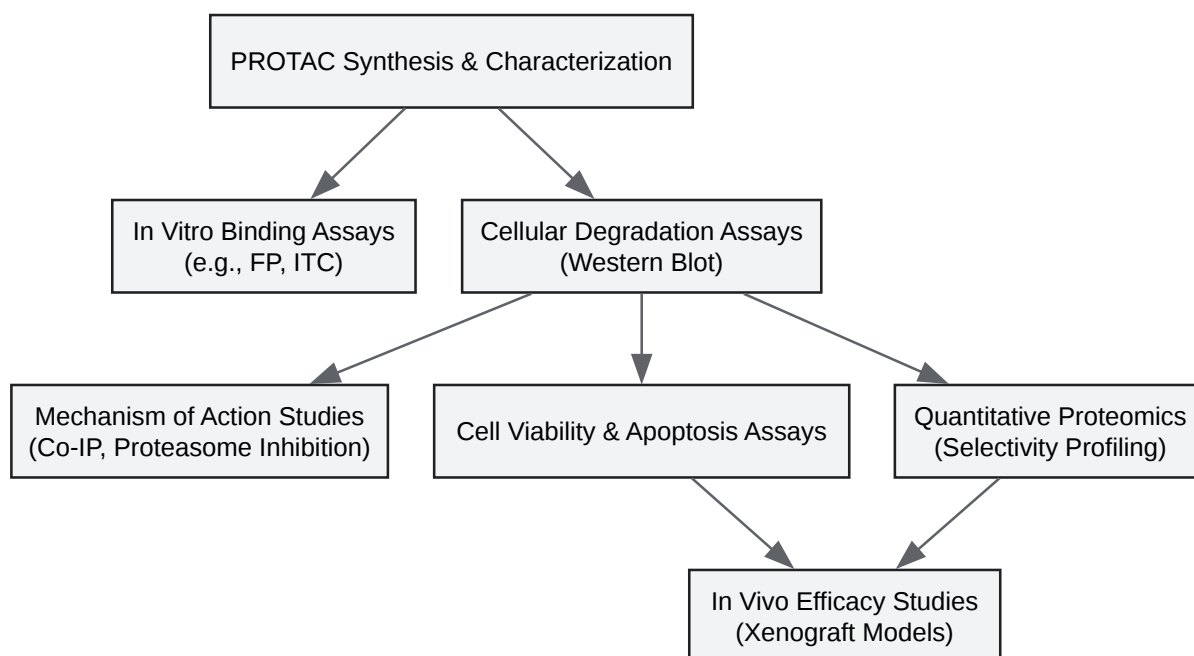 PROTAC Synthesis & Characterization
In Vitro Binding Assays
(e.g., FP, ITC)
Cellular Degradation Assays
(Western Blot)
Mechanism of Action Studies
(Co-IP, Proteasome Inhibition)
Cell Viability & Apoptosis Assays
Quantitative Proteomics
(Selectivity Profiling)
In Vivo Efficacy Studies
(Xenograft Models)